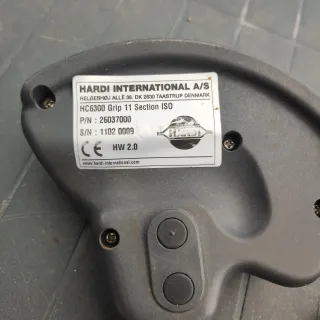 HARDI INTERNATIONAL A/S
HELGESHØJ ALLÉ 38, DK 2630 TAASTRUP DENMARK
HC6300 Grip 11 Section ISO
P/N : 26037000
S/N : 1102 0009
HARDI
CE HW 2.0
www.hardi-international.com